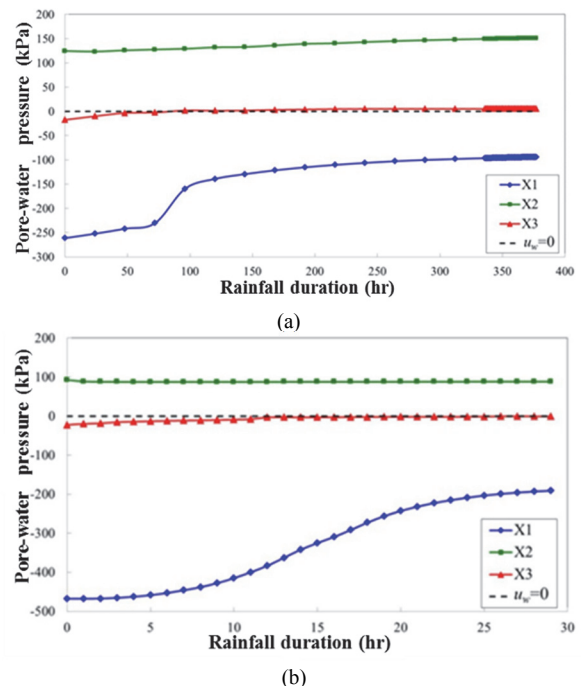 (a)
Pore-water pressure (kPa)
200
150
100
50
0
-50
-100
-150
-200
-250
-300
0
50
100
150
200
250
300
350
400
X1
X2
X3
uw=0
Rainfall duration (hr)
(a)
Pore-water pressure (kPa)
200
100
0
-100
-200
-300
-400
-500
0
5
10
15
20
25
30
X1
X2
X3
uw=0
Rainfall duration (hr)
(b)